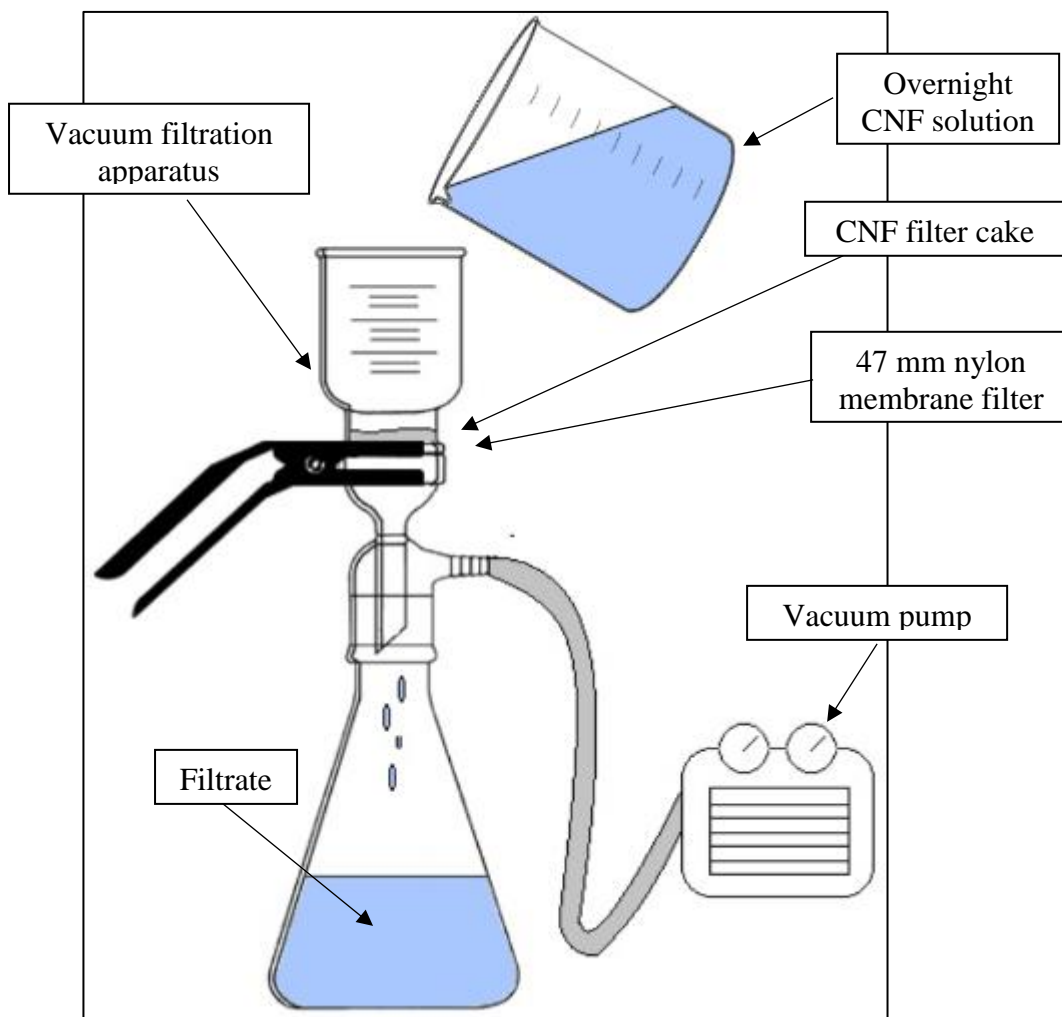 Overnight
CNF solution
Vacuum filtration
apparatus
CNF filter cake
47 mm nylon
membrane filter
Vacuum pump
Filtrate